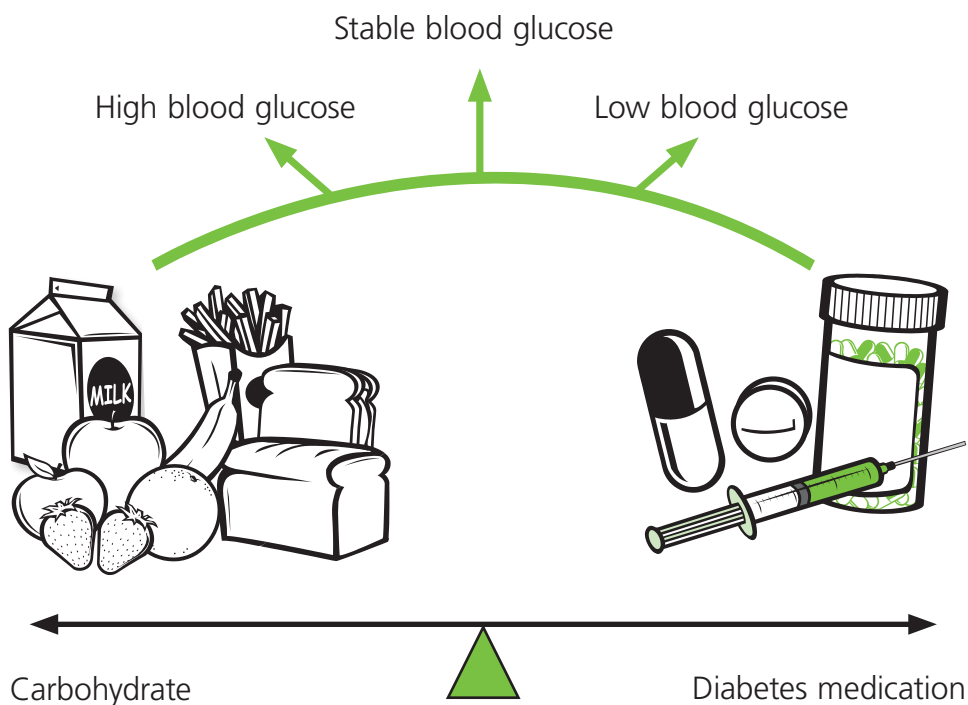 Stable blood glucose
High blood glucose
Low blood glucose
MILK
Carbohydrate
Diabetes medication